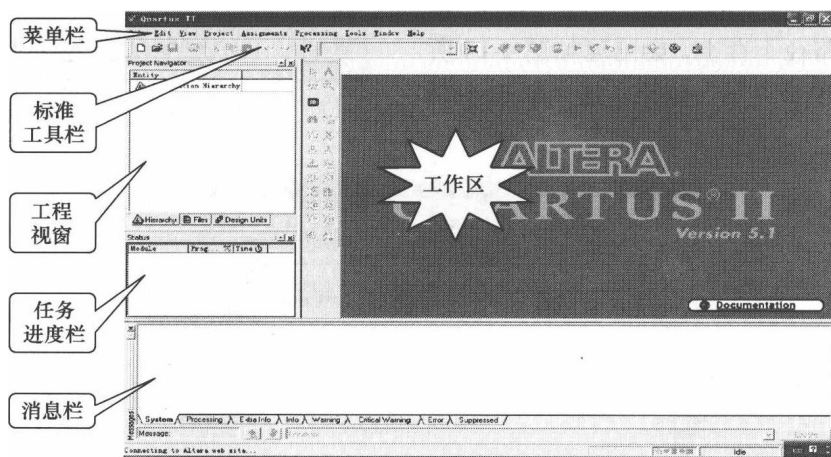 Quartus II
菜单栏
Edit View Project Assignments Processing Tools Window Help
Project Navigator
Entity
标准
工具栏
工作区
ALTERA
QUARTUS® II
Version 5.1
工程
视窗
Hierarchy Files Design Units
Status
Module Prog... % Time
任务
进度栏
Documentation
消息栏
Messages
System Processing Extra Info Info Warning Critical Warning Error Suppressed
Message:
Connecting to Altera web site...
Idle